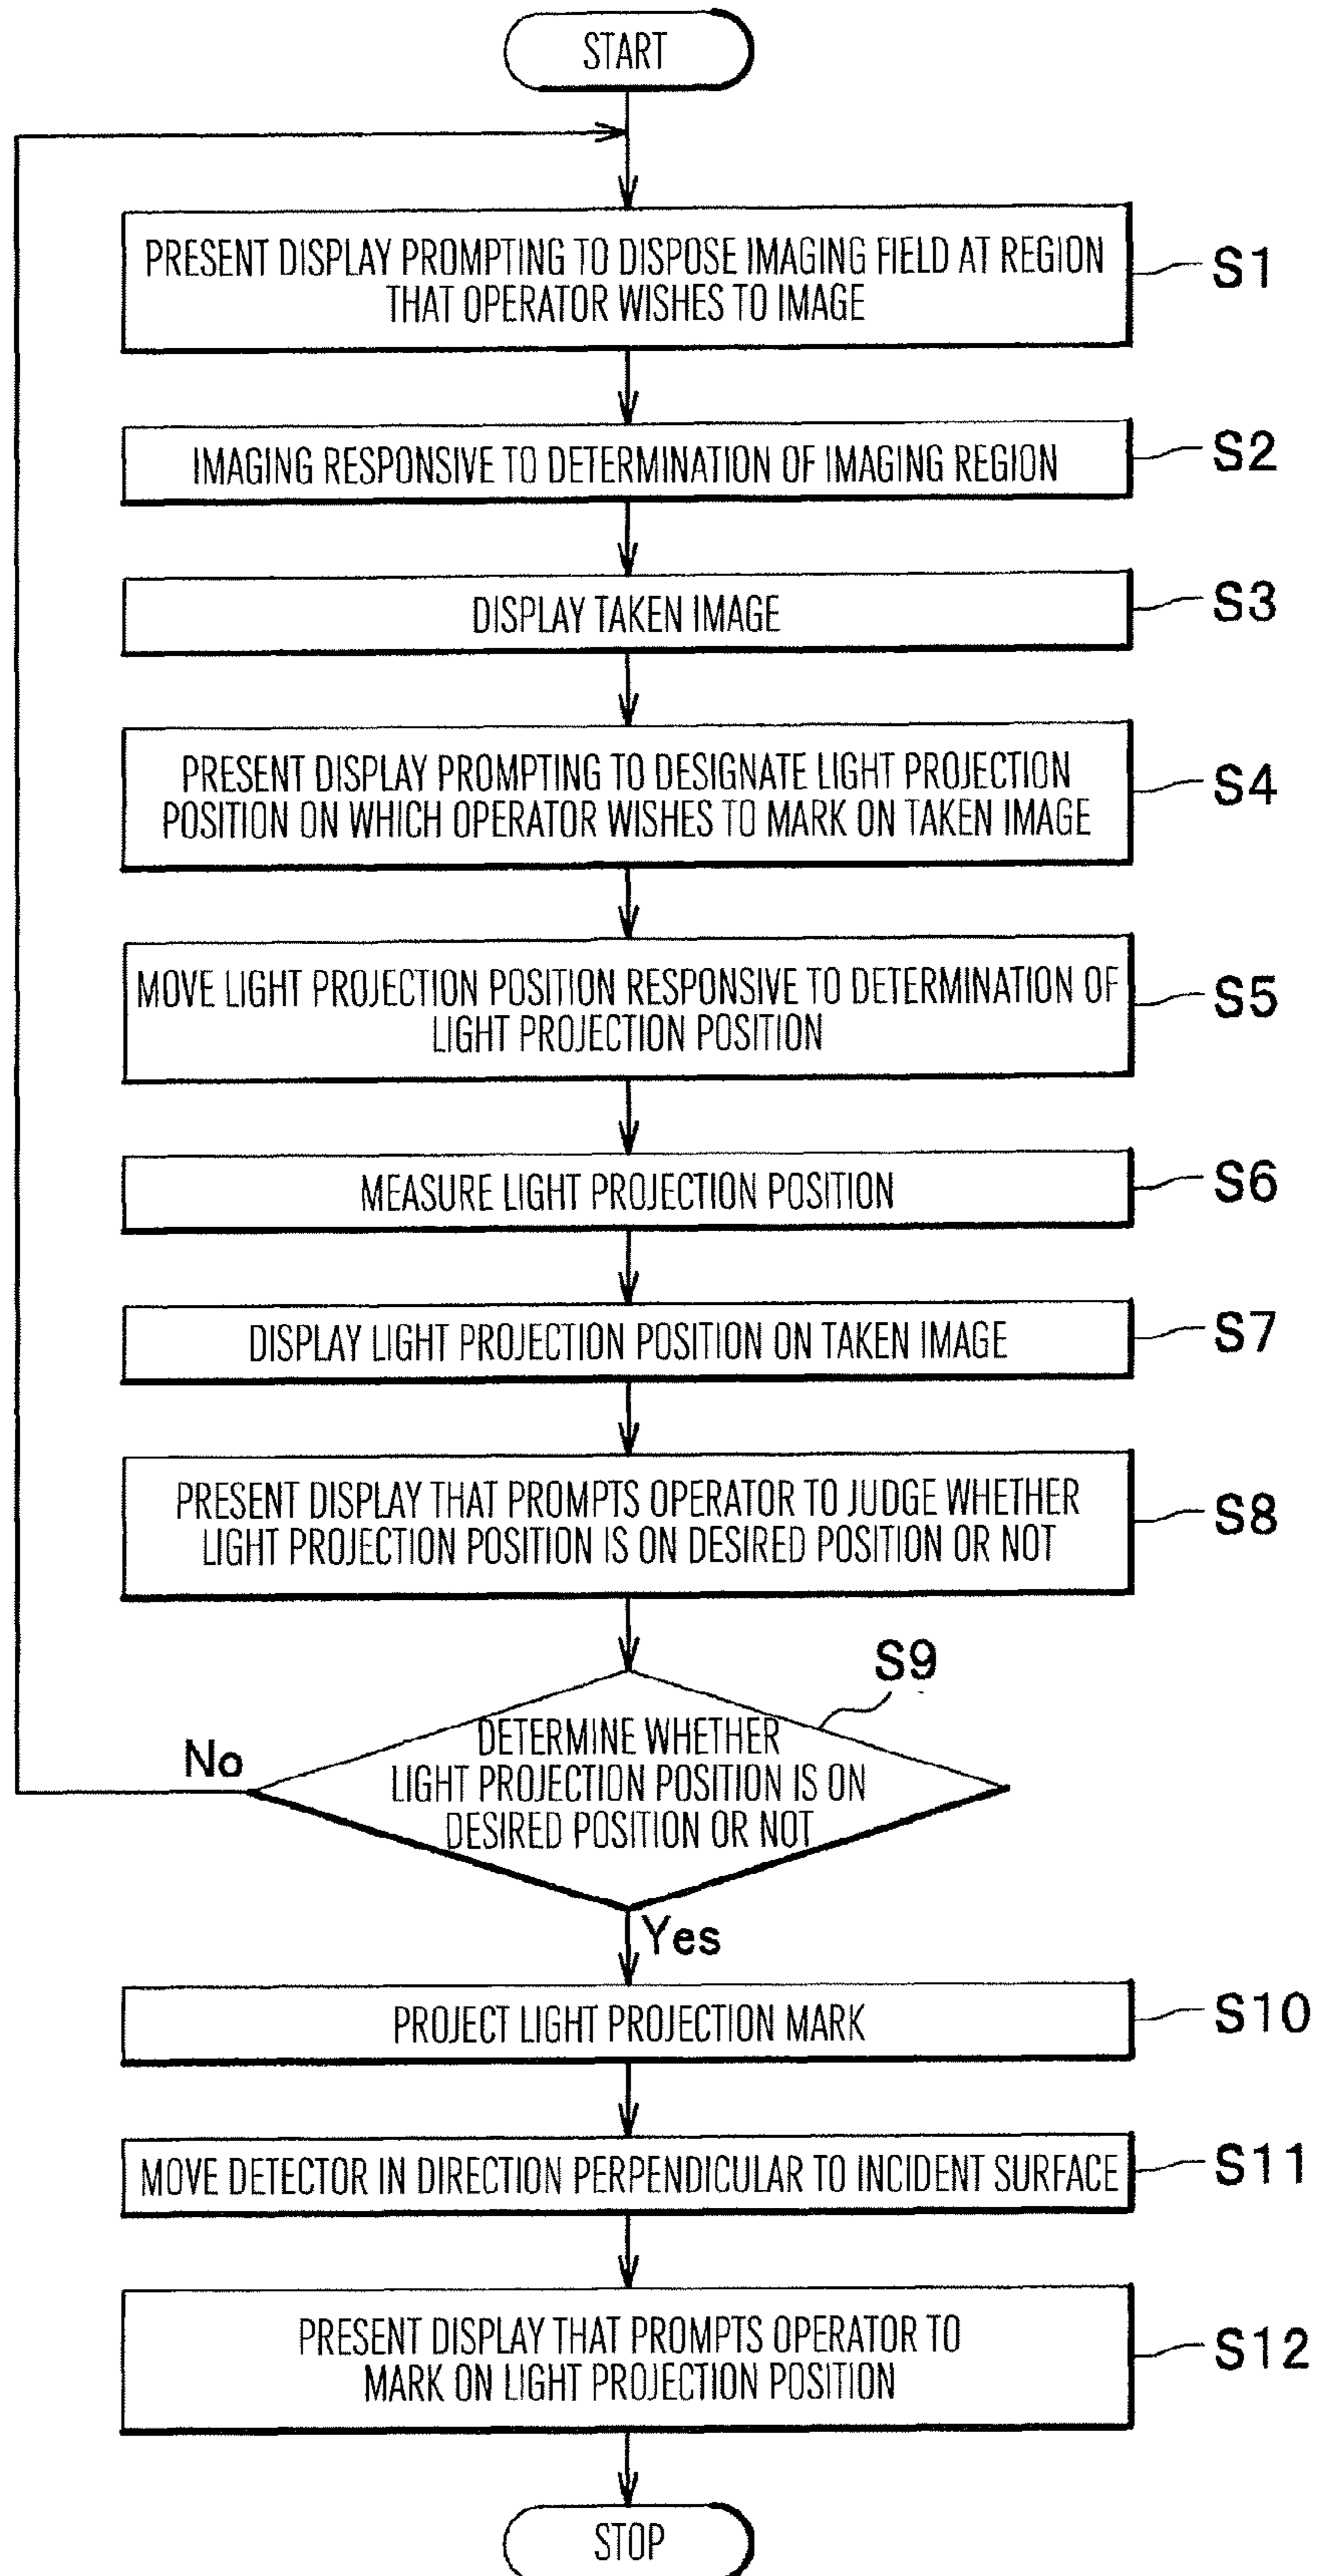 START
PRESENT DISPLAY PROMPTING TO DISPOSE IMAGING FIELD AT REGION
THAT OPERATOR WISHES TO IMAGE
S1
IMAGING RESPONSIVE TO DETERMINATION OF IMAGING REGION
S2
DISPLAY TAKEN IMAGE
S3
PRESENT DISPLAY PROMPTING TO DESIGNATE LIGHT PROJECTION
POSITION ON WHICH OPERATOR WISHES TO MARK ON TAKEN IMAGE
S4
MOVE LIGHT PROJECTION POSITION RESPONSIVE TO DETERMINATION OF
LIGHT PROJECTION POSITION
S5
MEASURE LIGHT PROJECTION POSITION
S6
DISPLAY LIGHT PROJECTION POSITION ON TAKEN IMAGE
S7
PRESENT DISPLAY THAT PROMPTS OPERATOR TO JUDGE WHETHER
LIGHT PROJECTION POSITION IS ON DESIRED POSITION OR NOT
S8
S9
DETERMINE WHETHER
LIGHT PROJECTION POSITION IS ON
DESIRED POSITION OR NOT
No
Yes
PROJECT LIGHT PROJECTION MARK
S10
MOVE DETECTOR IN DIRECTION PERPENDICULAR TO INCIDENT SURFACE
S11
PRESENT DISPLAY THAT PROMPTS OPERATOR TO
MARK ON LIGHT PROJECTION POSITION
S12
STOP